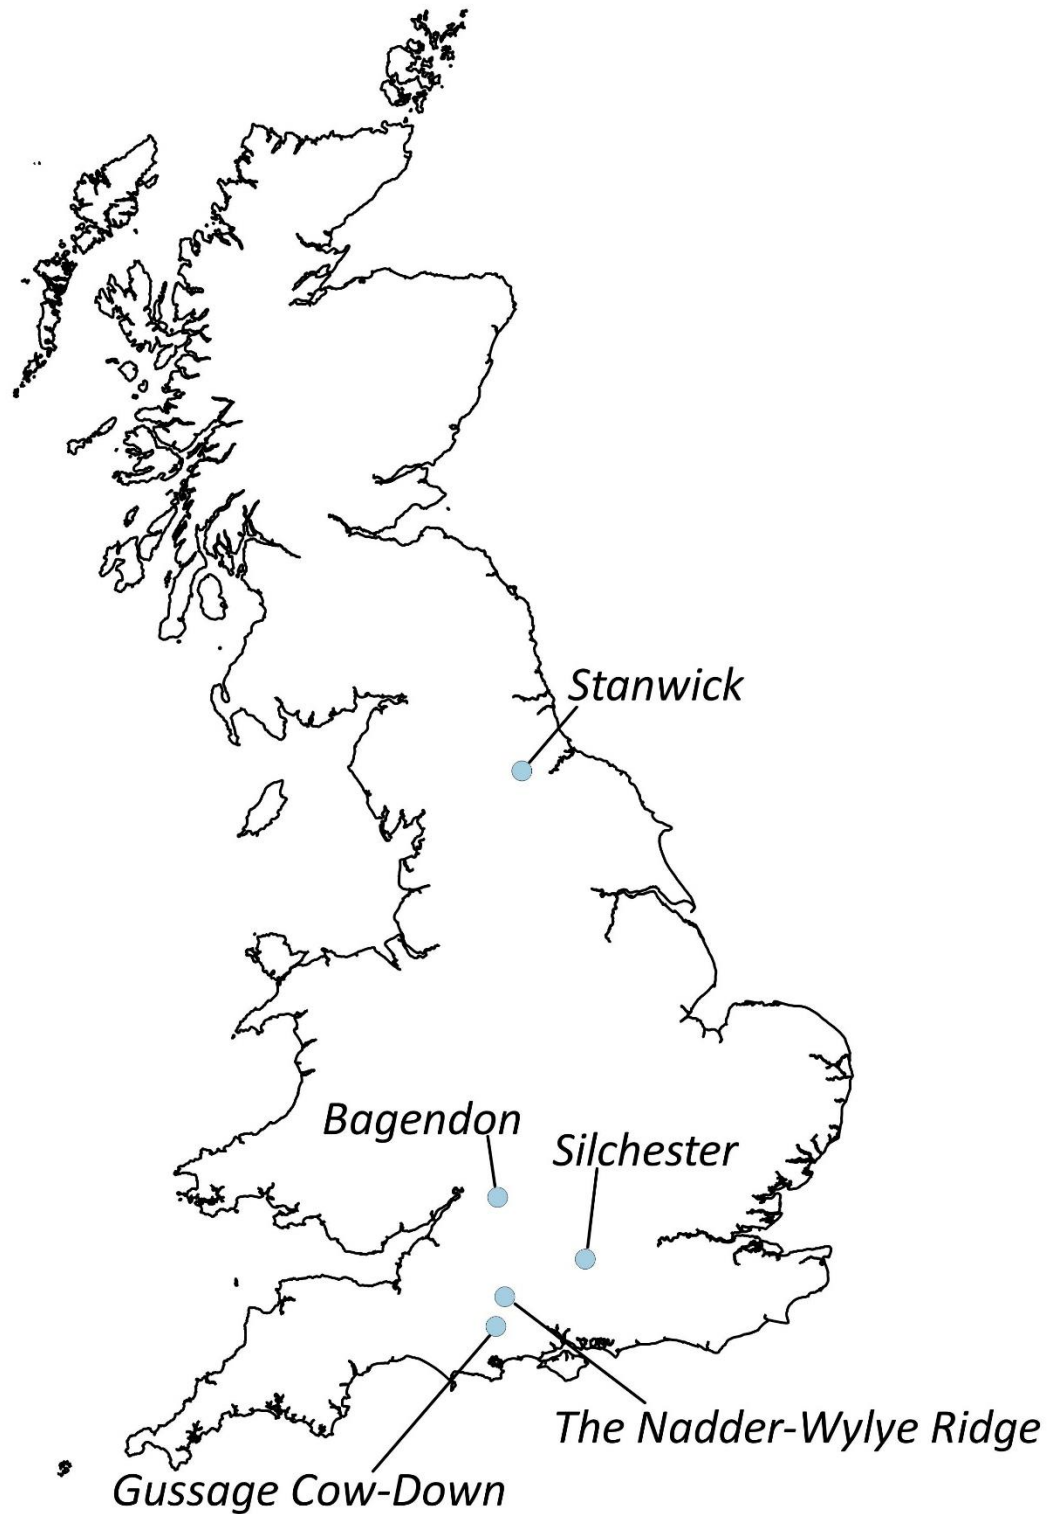 Stanwick
Bagendon
Silchester
The Nadder-Wylye Ridge
Gussage Cow-Down